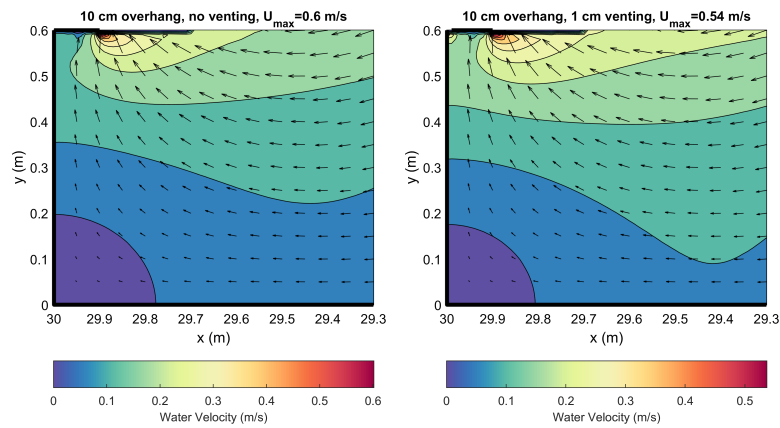 10 cm overhang, no venting, Umax=0.6 m/s
0.6
0.5
0.4
0.3
0.2
0.1
0
y (m)
30 29.9 29.8 29.7 29.6 29.5 29.4 29.3
x (m)
0 0.1 0.2 0.3 0.4 0.5 0.6
Water Velocity (m/s)
10 cm overhang, 1 cm venting, Umax=0.54 m/s
0.6
0.5
0.4
0.3
0.2
0.1
0
y (m)
30 29.9 29.8 29.7 29.6 29.5 29.4 29.3
x (m)
0 0.1 0.2 0.3 0.4 0.5
Water Velocity (m/s)